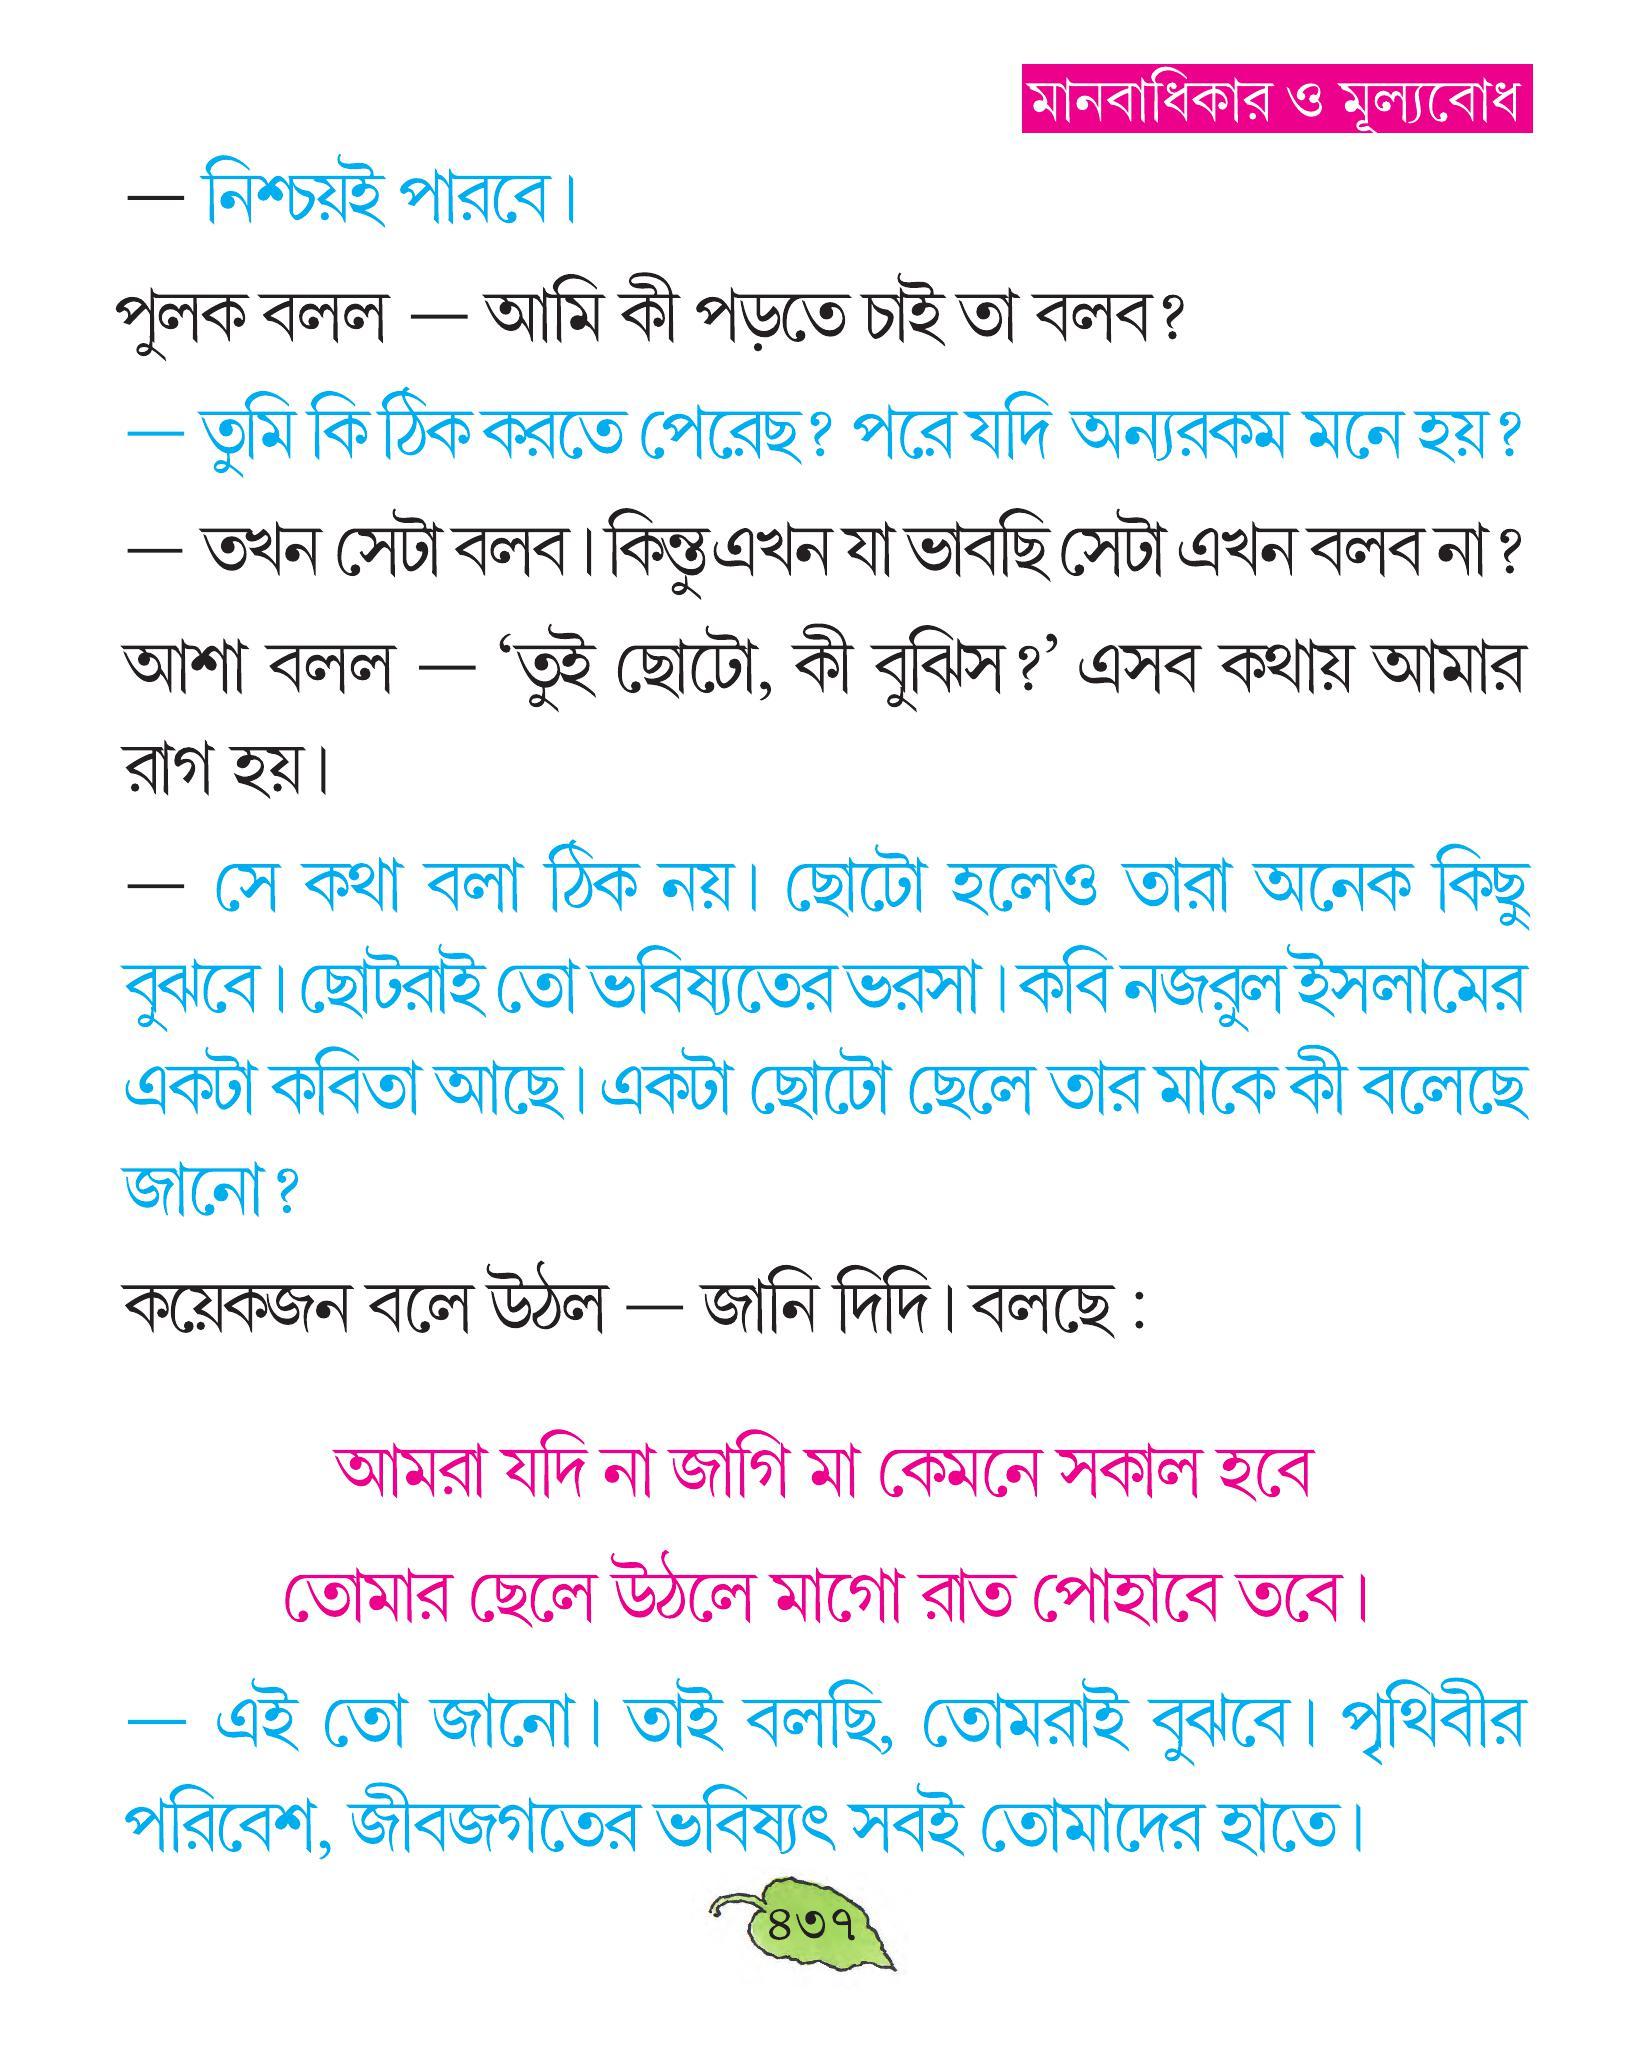 মানবাধিকার ও মূল্যবোধ
— নিশ্চয়ই পারবে।
পুলক বলল — আমি কী পড়তে চাই তা বলব?
— তুমি কি ঠিক করতে পেরেছ? পরে যদি অন্যরকম মনে হয়?
— তখন সেটা বলব। কিন্তু এখন যা ভাবছি সেটা এখন বলব না?
আশা বলল — ‘তুই ছোটো, কী বুঝিস?’ এসব কথায় আমার
রাগ হয়।
— সে কথা বলা ঠিক নয়। ছোটো হলেও তারা অনেক কিছু
বুঝবে। ছোটরাই তো ভবিষ্যতের ভরসা। কবি নজরুল ইসলামের
একটা কবিতা আছে। একটা ছোটো ছেলে তার মাকে কী বলেছে
জানো?
কয়েকজন বলে উঠল — জানি দিদি। বলছে :
আমরা যদি না জাগি মা কেমনে সকাল হবে
তোমার ছেলে উঠলে মাগো রাত পোহাবে তবে।
— এই তো জানো। তাই বলছি, তোমরাই বুঝবে। পৃথিবীর
পরিবেশ, জীবজগতের ভবিষ্যৎ সবই তোমাদের হাতে।
৪৩৭